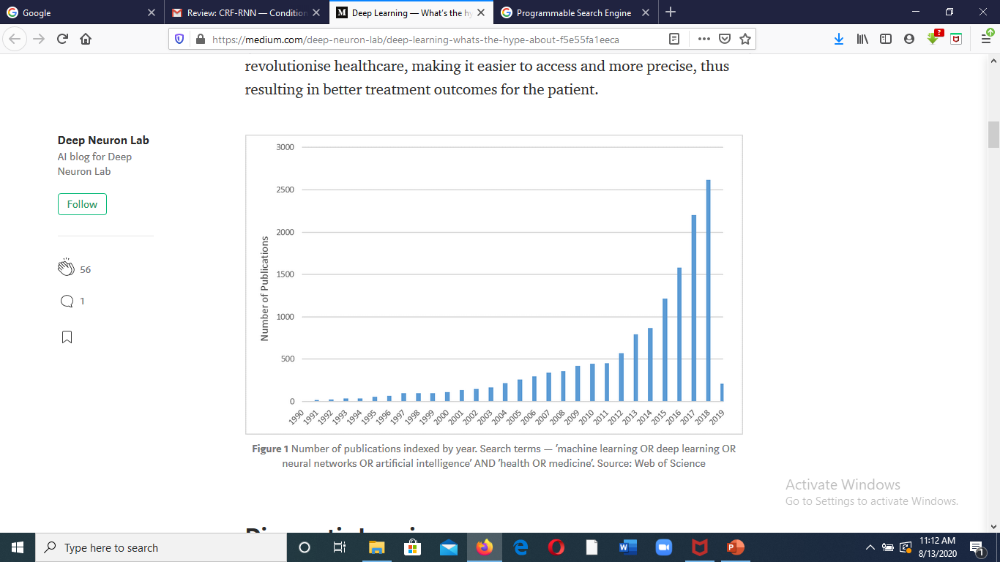 Google
Review: CRF-RNN — Condition
Deep Learning — What's the hy
Programmable Search Engine
https://medium.com/deep-neuron-lab/deep-learning-whats-the-hype-about-f5e55fa1eeca
revolutionise healthcare, making it easier to access and more precise, thus
resulting in better treatment outcomes for the patient.
Deep Neuron Lab
AI blog for Deep
Neuron Lab
Follow
56
1
Number of Publications
3000
2500
2000
1500
1000
500
0
1990 1991 1992 1993 1994 1995 1996 1997 1998 1999 2000 2001 2002 2003 2004 2005 2006 2007 2008 2009 2010 2011 2012 2013 2014 2015 2016 2017 2018 2019
Figure 1 Number of publications indexed by year. Search terms — 'machine learning OR deep learning OR
neural networks OR artificial intelligence' AND 'health OR medicine'. Source: Web of Science
Activate Windows
Go to Settings to activate Windows.
Type here to search
11:12 AM
8/13/2020
1